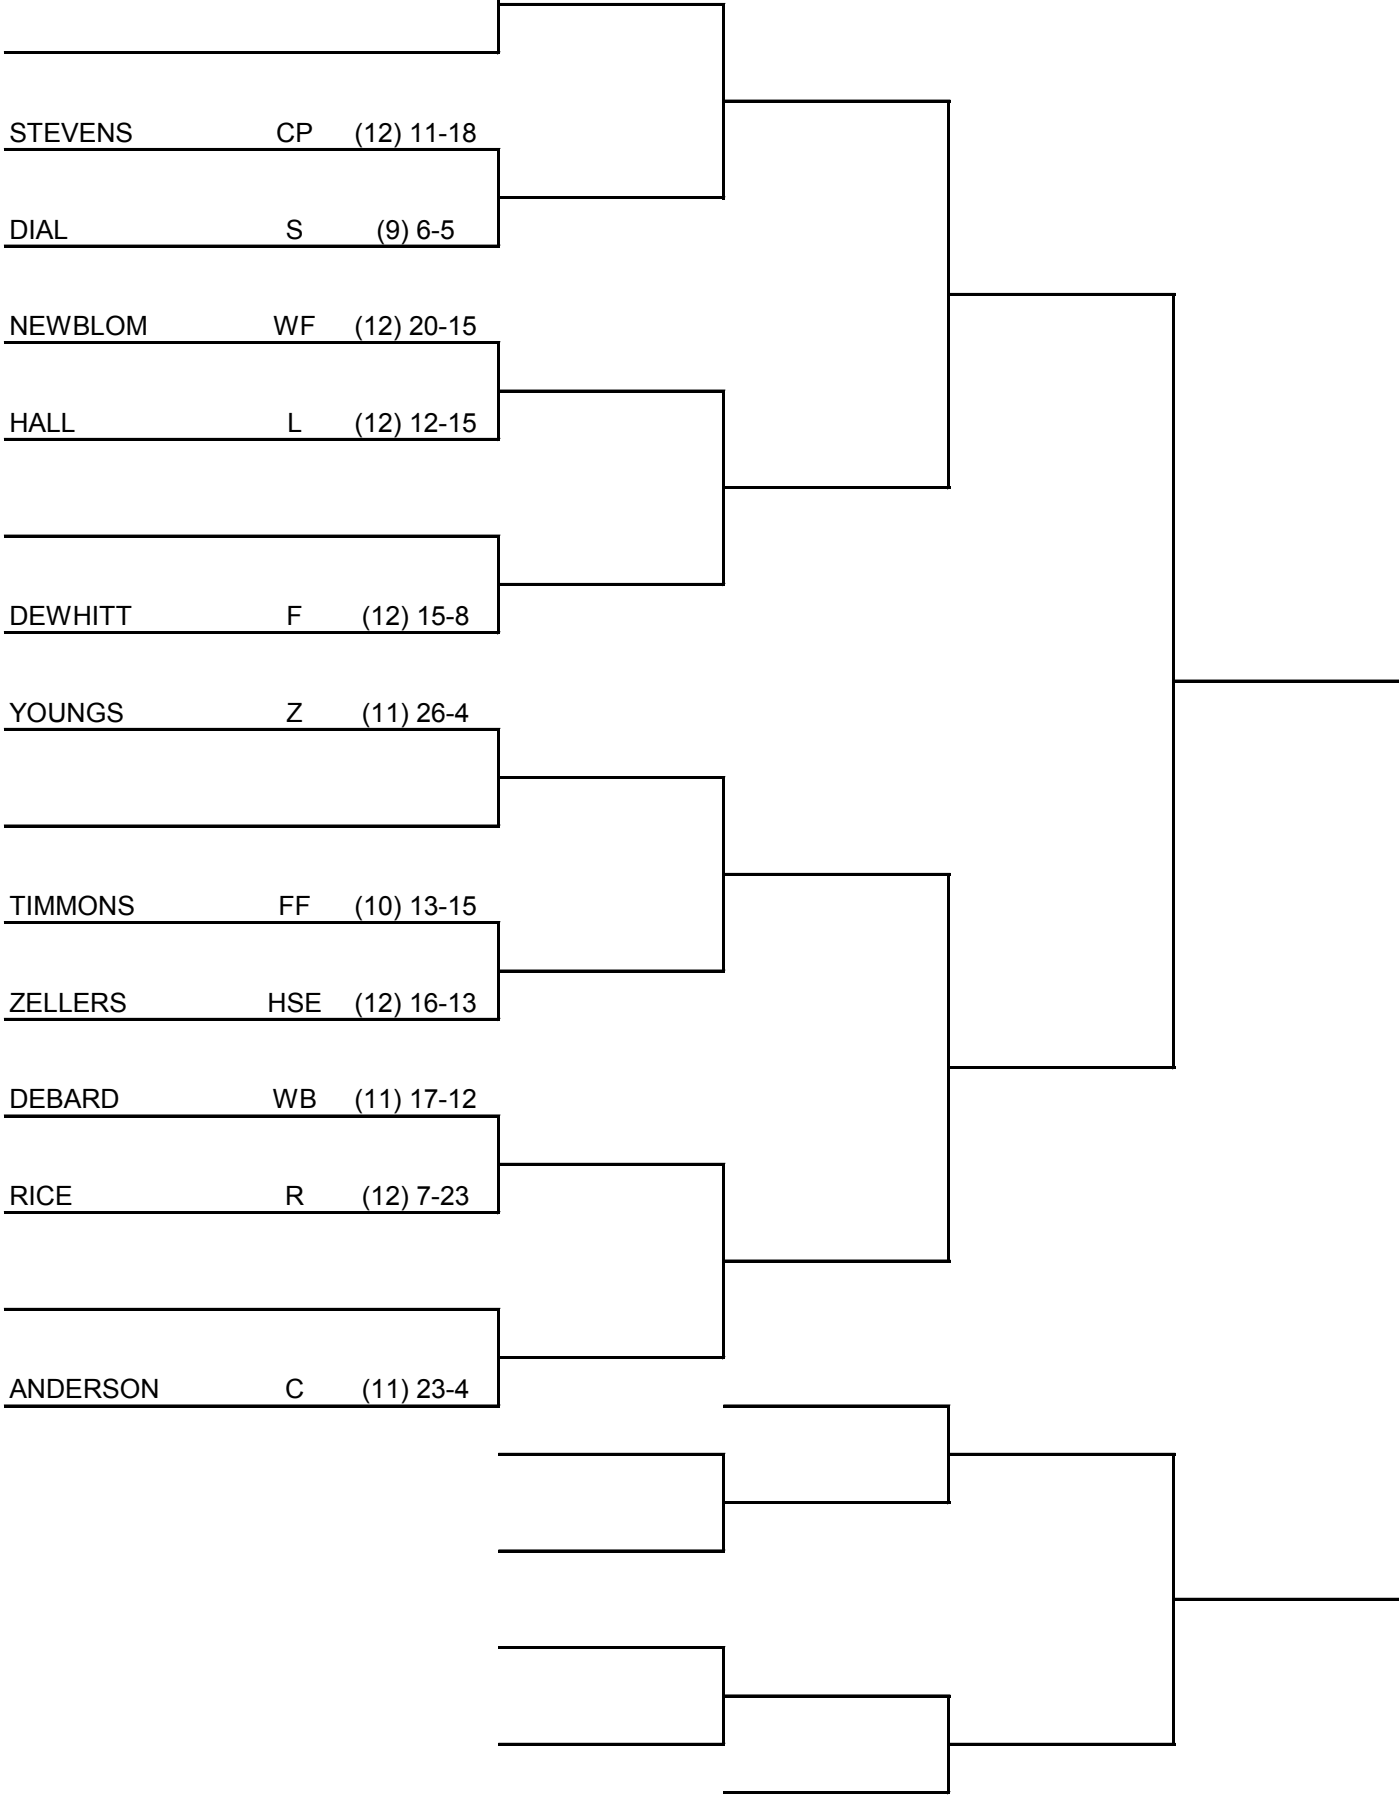 STEVENS CP (12) 11-18
DIAL S (9) 6-5
NEWBLOM WF (12) 20-15
HALL L (12) 12-15
DEWHITT F (12) 15-8
YOUNGS Z (11) 26-4
TIMMONS FF (10) 13-15
ZELLERS HSE (12) 16-13
DEBARD WB (11) 17-12
RICE R (12) 7-23
ANDERSON C (11) 23-4